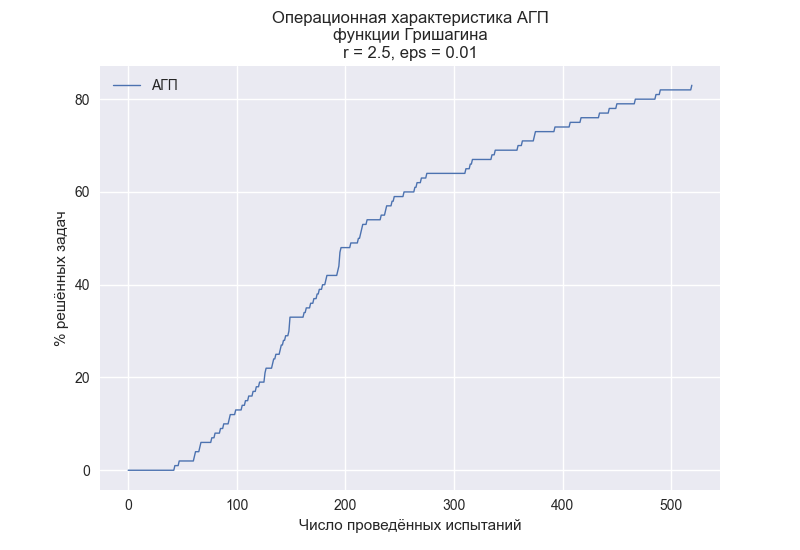 Операционная характеристика АГП
функции Гришагина
r = 2.5, eps = 0.01
АГП
80
60
40
20
0
% решённых задач
0 100 200 300 400 500
Число проведённых испытаний